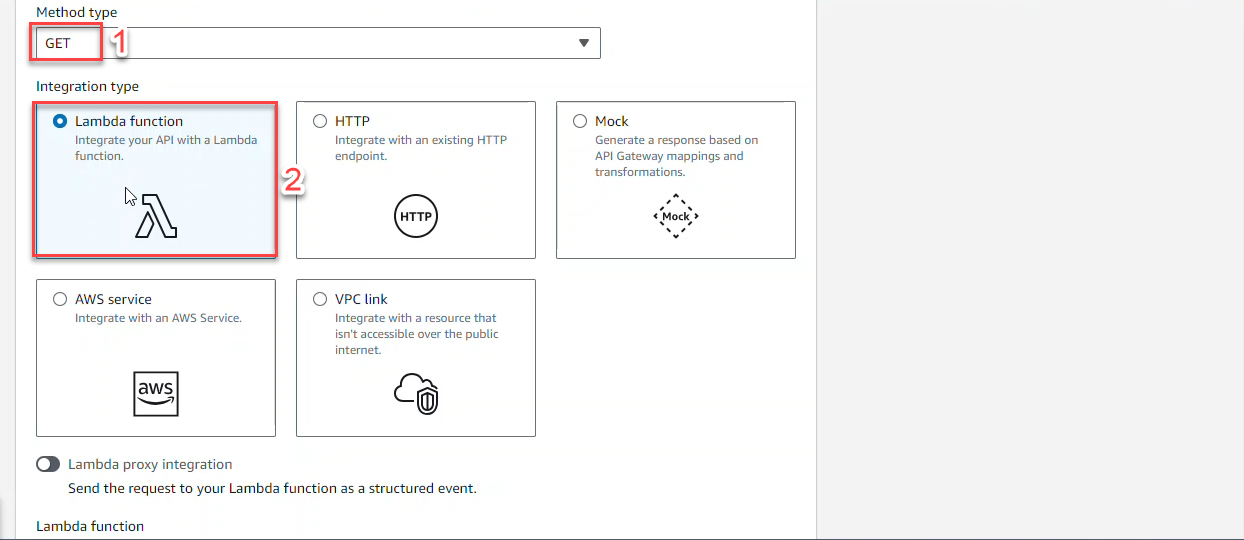 Method type
GET
1
Integration type
Lambda function
Integrate your API with a Lambda
function.
2
HTTP
Integrate with an existing HTTP
endpoint.
HTTP
Mock
Generate a response based on
API Gateway mappings and
transformations.
Mock
AWS service
Integrate with an AWS Service.
aws
VPC link
Integrate with a resource that
isn't accessible over the public
internet.
Lambda proxy integration
Send the request to your Lambda function as a structured event.
Lambda function